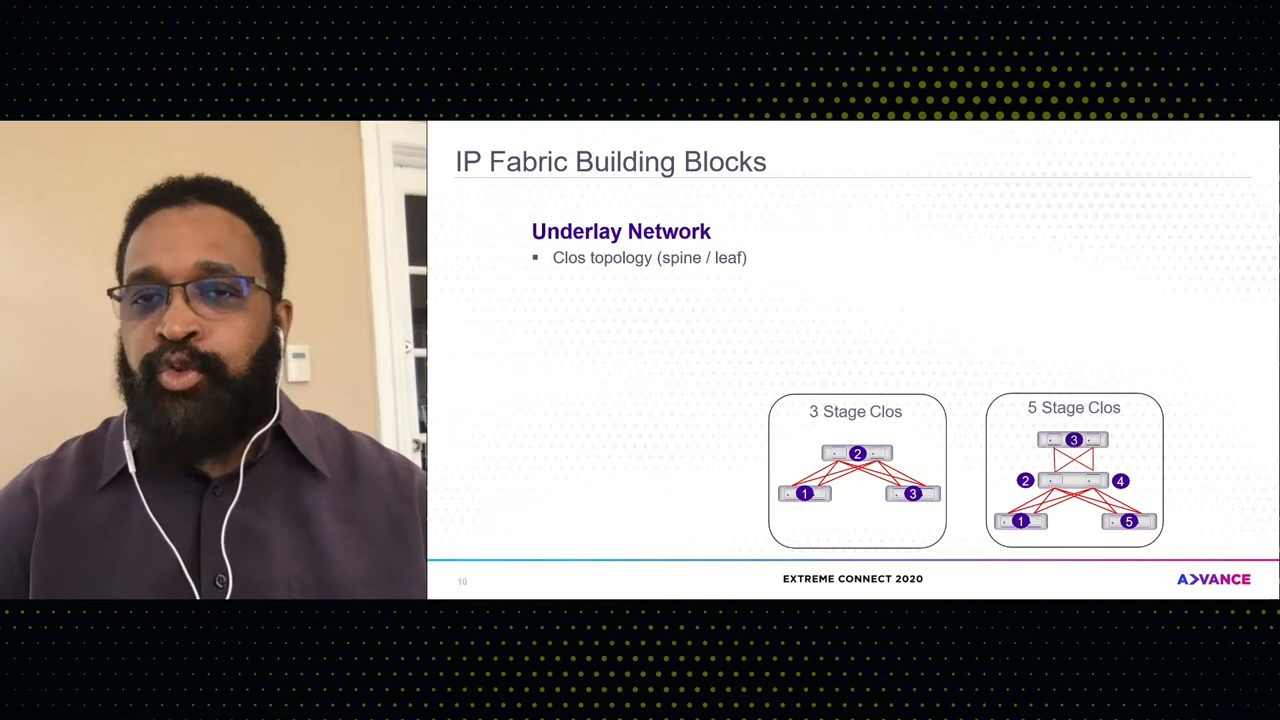 IP Fabric Building Blocks
Underlay Network
▪ Clos topology (spine / leaf)
3 Stage Clos
2
1
3
5 Stage Clos
3
2
4
1
5
10
EXTREME CONNECT 2020
ADVANCE